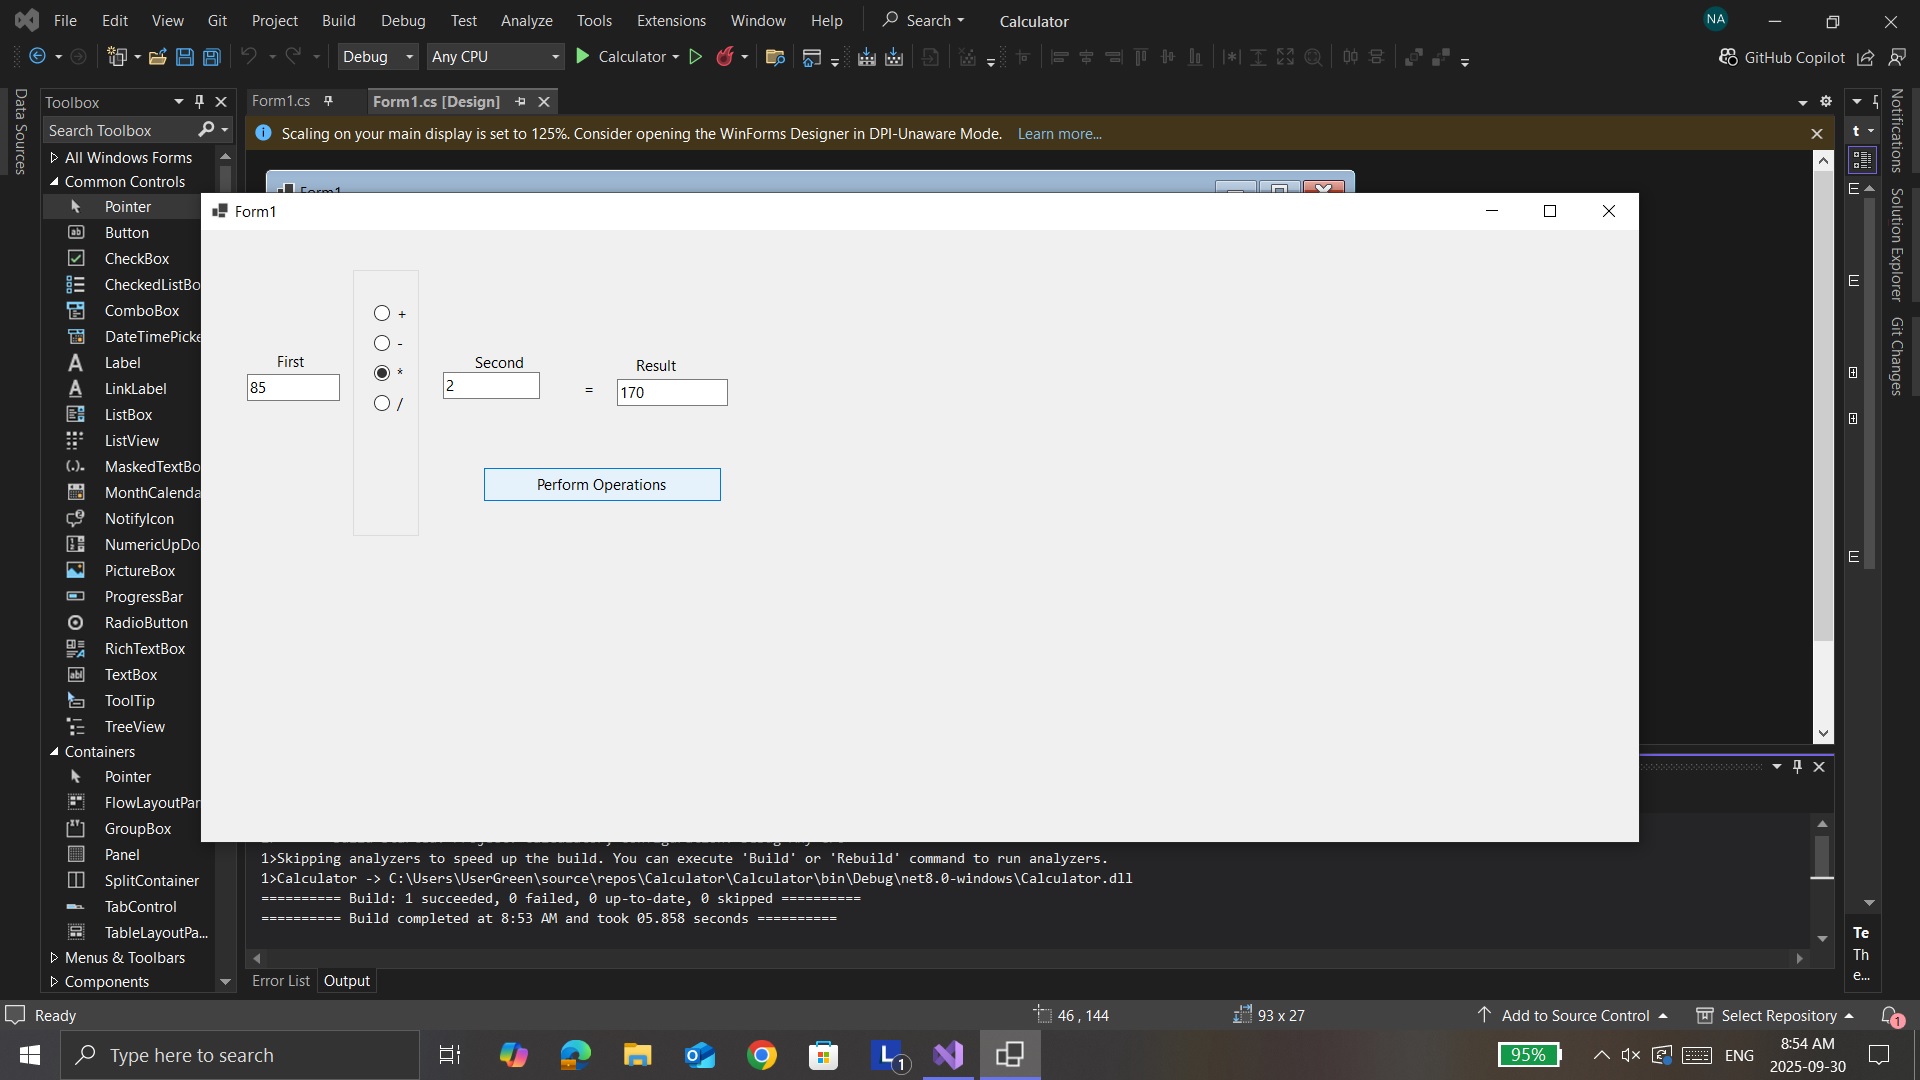 File Edit View Git Project Build Debug Test Analyze Tools Extensions Window Help Search Calculator NA
Debug Any CPU Calculator GitHub Copilot
Data Sources
Toolbox
Form1.cs Form1.cs [Design]
Search Toolbox
Scaling on your main display is set to 125%. Consider opening the WinForms Designer in DPI-Unaware Mode. Learn more...
t
Notifications
Solution Explorer
Git Changes
All Windows Forms
Common Controls
Pointer
Button
CheckBox
CheckedListBo
ComboBox
DateTimePicke
Label
LinkLabel
ListBox
ListView
MaskedTextBo
MonthCalenda
NotifyIcon
NumericUpDo
PictureBox
ProgressBar
RadioButton
RichTextBox
TextBox
ToolTip
TreeView
Containers
Pointer
FlowLayoutPar
GroupBox
Panel
SplitContainer
TabControl
TableLayoutPa...
Menus & Toolbars
Components
Form1
Form1
+
-
*
/
First
85
Second
2
=
Result
170
Perform Operations
1>Skipping analyzers to speed up the build. You can execute 'Build' or 'Rebuild' command to run analyzers.
1>Calculator -> C:\Users\UserGreen\source\repos\Calculator\Calculator\bin\Debug\net8.0-windows\Calculator.dll
========== Build: 1 succeeded, 0 failed, 0 up-to-date, 0 skipped ==========
========== Build completed at 8:53 AM and took 05.858 seconds ==========
Te
Th
e...
Error List Output
Ready 46 , 144 93 x 27 Add to Source Control Select Repository 1
Type here to search
L 1
95% ENG
8:54 AM
2025-09-30